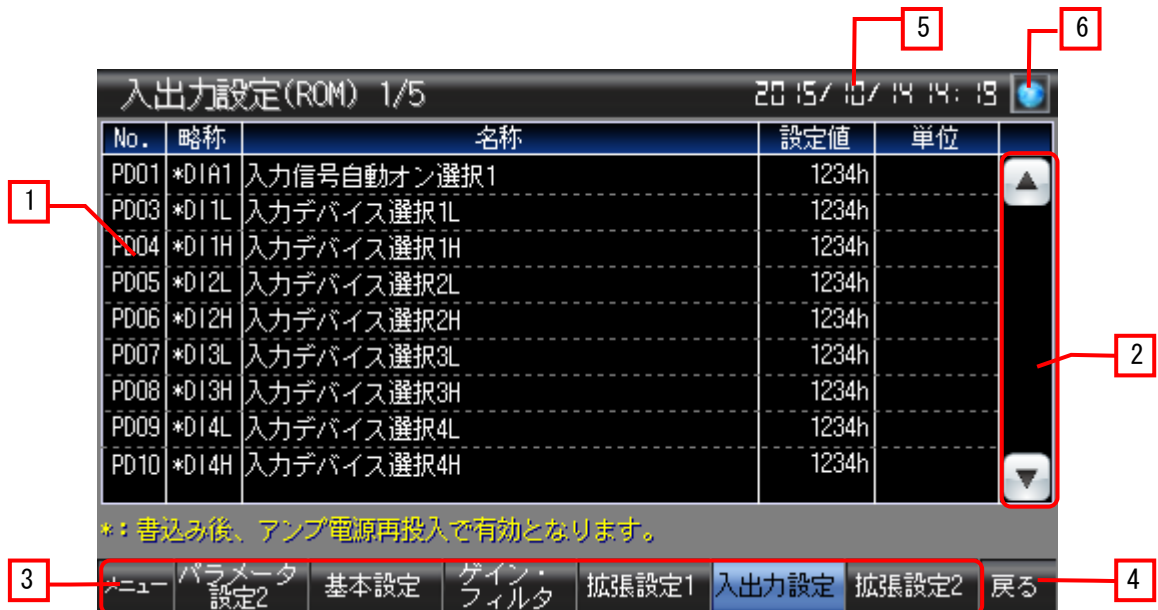 5
6
入出力設定(ROM) 1/5 2015/10/14 14:19
No. 略称 名称 設定値 単位
PD01 *DIA1 入力信号自動オン選択1 1234h
1
PD03 *DI1L 入力デバイス選択1L 1234h
PD04 *DI1H 入力デバイス選択1H 1234h
PD05 *DI2L 入力デバイス選択2L 1234h
PD06 *DI2H 入力デバイス選択2H 1234h
PD07 *DI3L 入力デバイス選択3L 1234h
2
PD08 *DI3H 入力デバイス選択3H 1234h
PD09 *DI4L 入力デバイス選択4L 1234h
PD10 *DI4H 入力デバイス選択4H 1234h
*:書込み後、アンプ電源再投入で有効となります。
3
メニュー
パラメータ
設定2
基本設定
ゲイン・
フィルタ
拡張設定1
入出力設定
拡張設定2
戻る
4